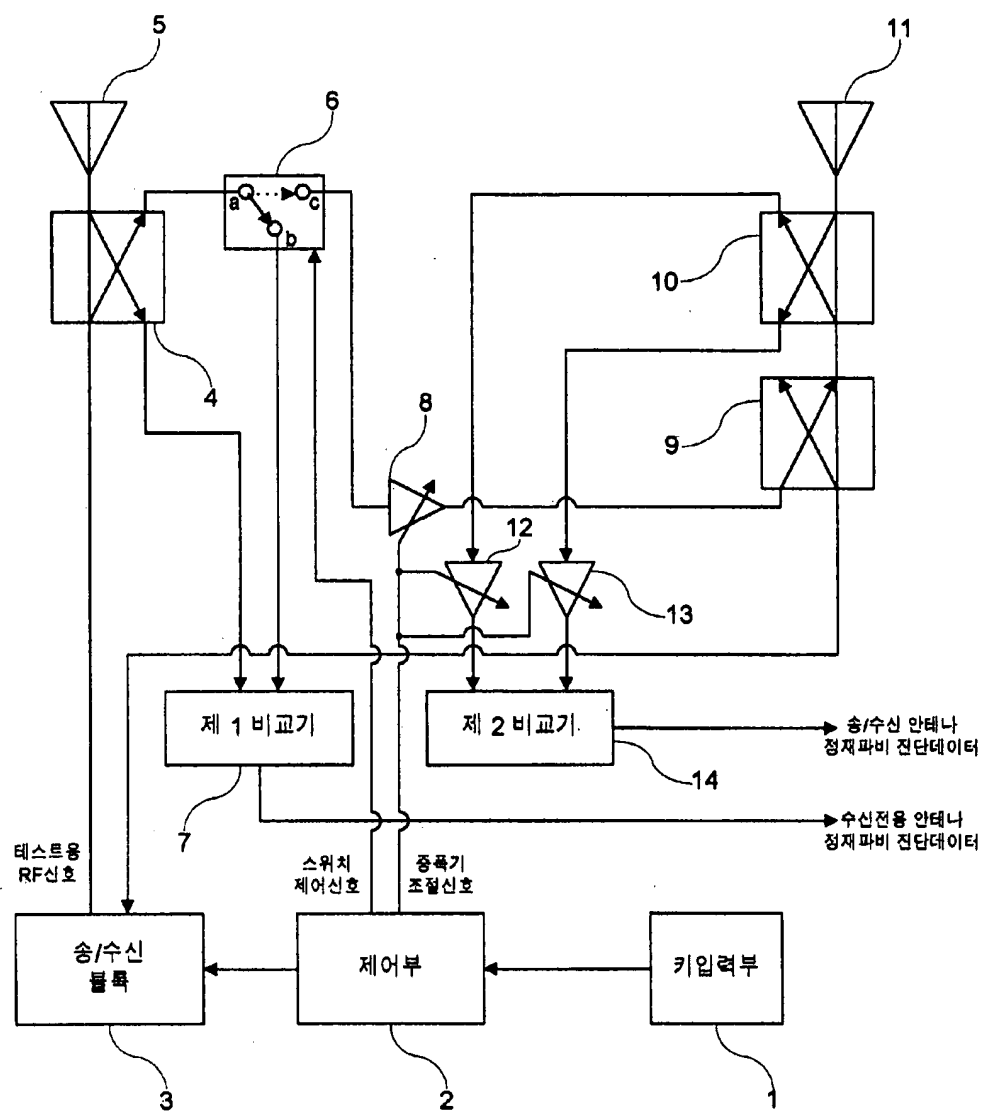 5
11
6
a
c
b
10
4
8
9
12
13
제 1 비교기
제 2 비교기
송/수신 안테나
정재파비 진단데이터
14
7
수신전용 안테나
정재파비 진단데이터
테스트용
RF신호
스위치
제어신호
증폭기
조절신호
송/수신
블록
제어부
키입력부
3
2
1